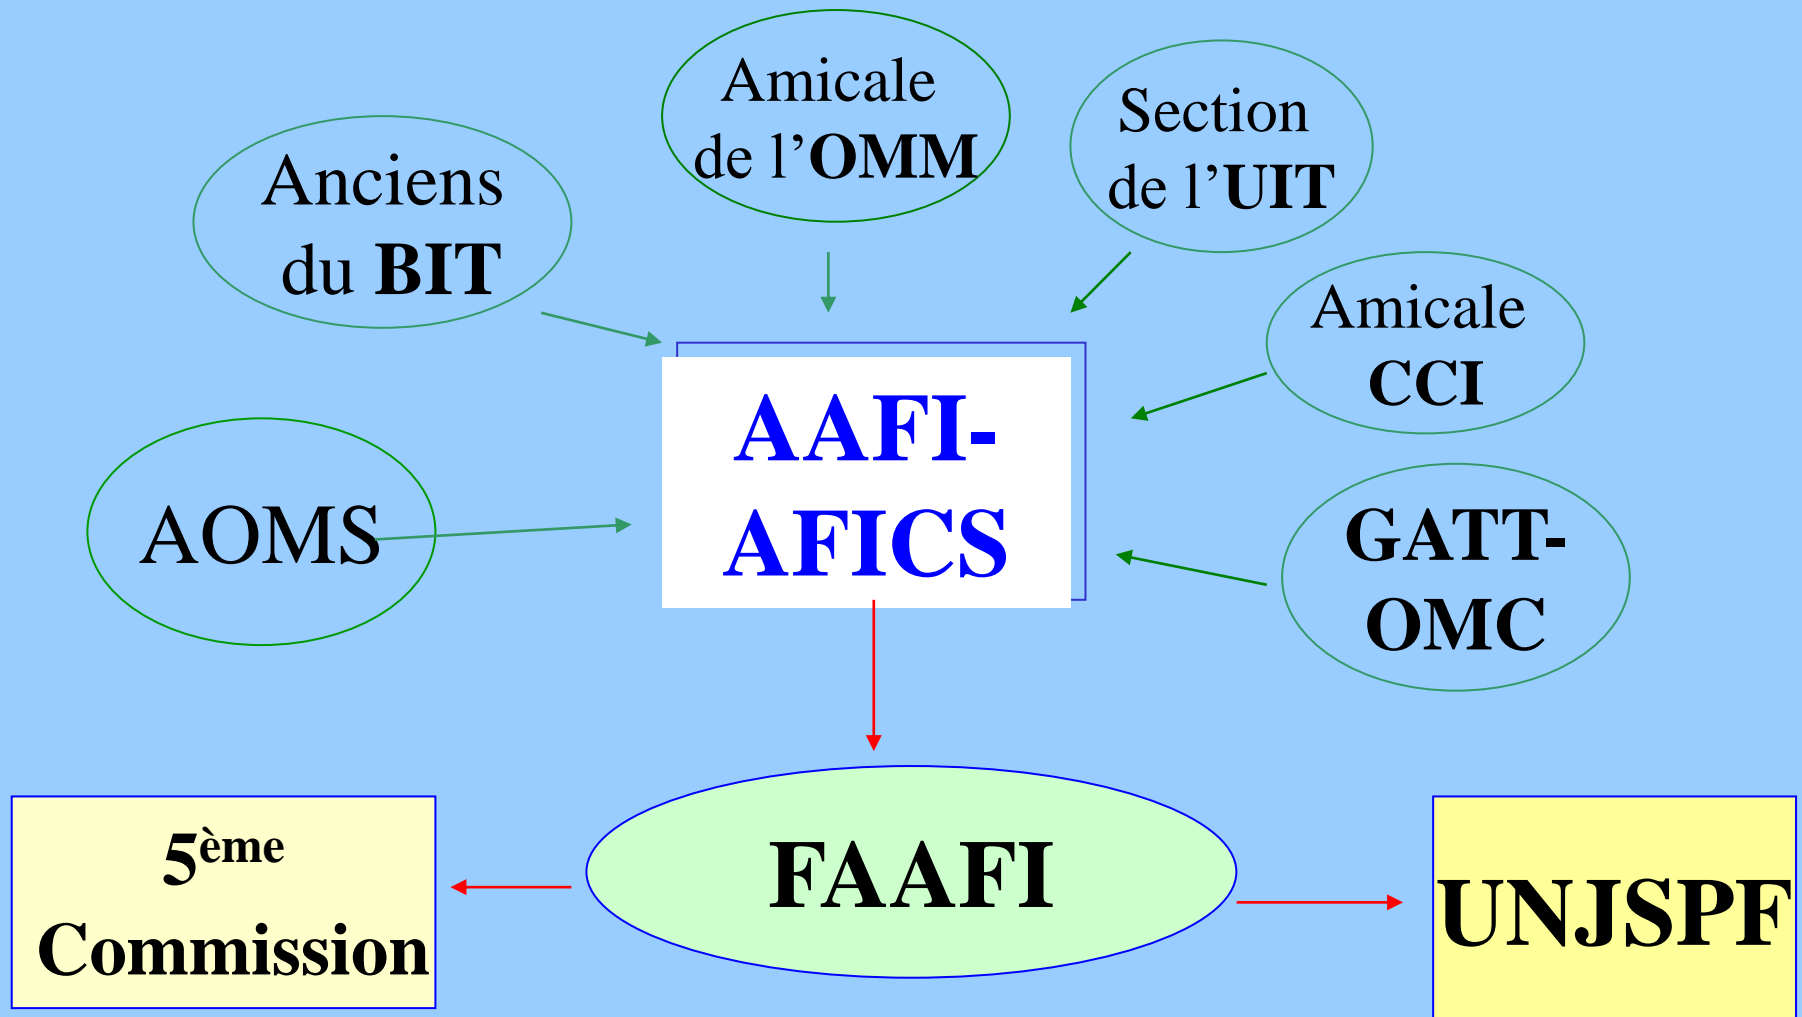 Amicale
de l’OMM
Section
de l’UIT
Anciens
du BIT
Amicale
CCI
AAFI-
AFICS
AOMS
GATT-
OMC
5ème
Commission
FAAFI
UNJSPF